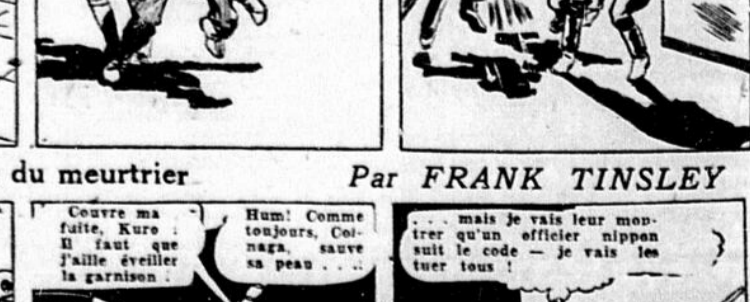 du meurtrier Par FRANK TINSLEY
Couvre ma
fuite, Kuro :
Il faut que
j'aille éveiller
la garnison :
Hum! Comme
toujours, Coi-
naga, sauve
sa peau . . .
. . . mais je vais leur mon-
trer qu'un officier nippon
suit le code — je vais les
tuer tous !